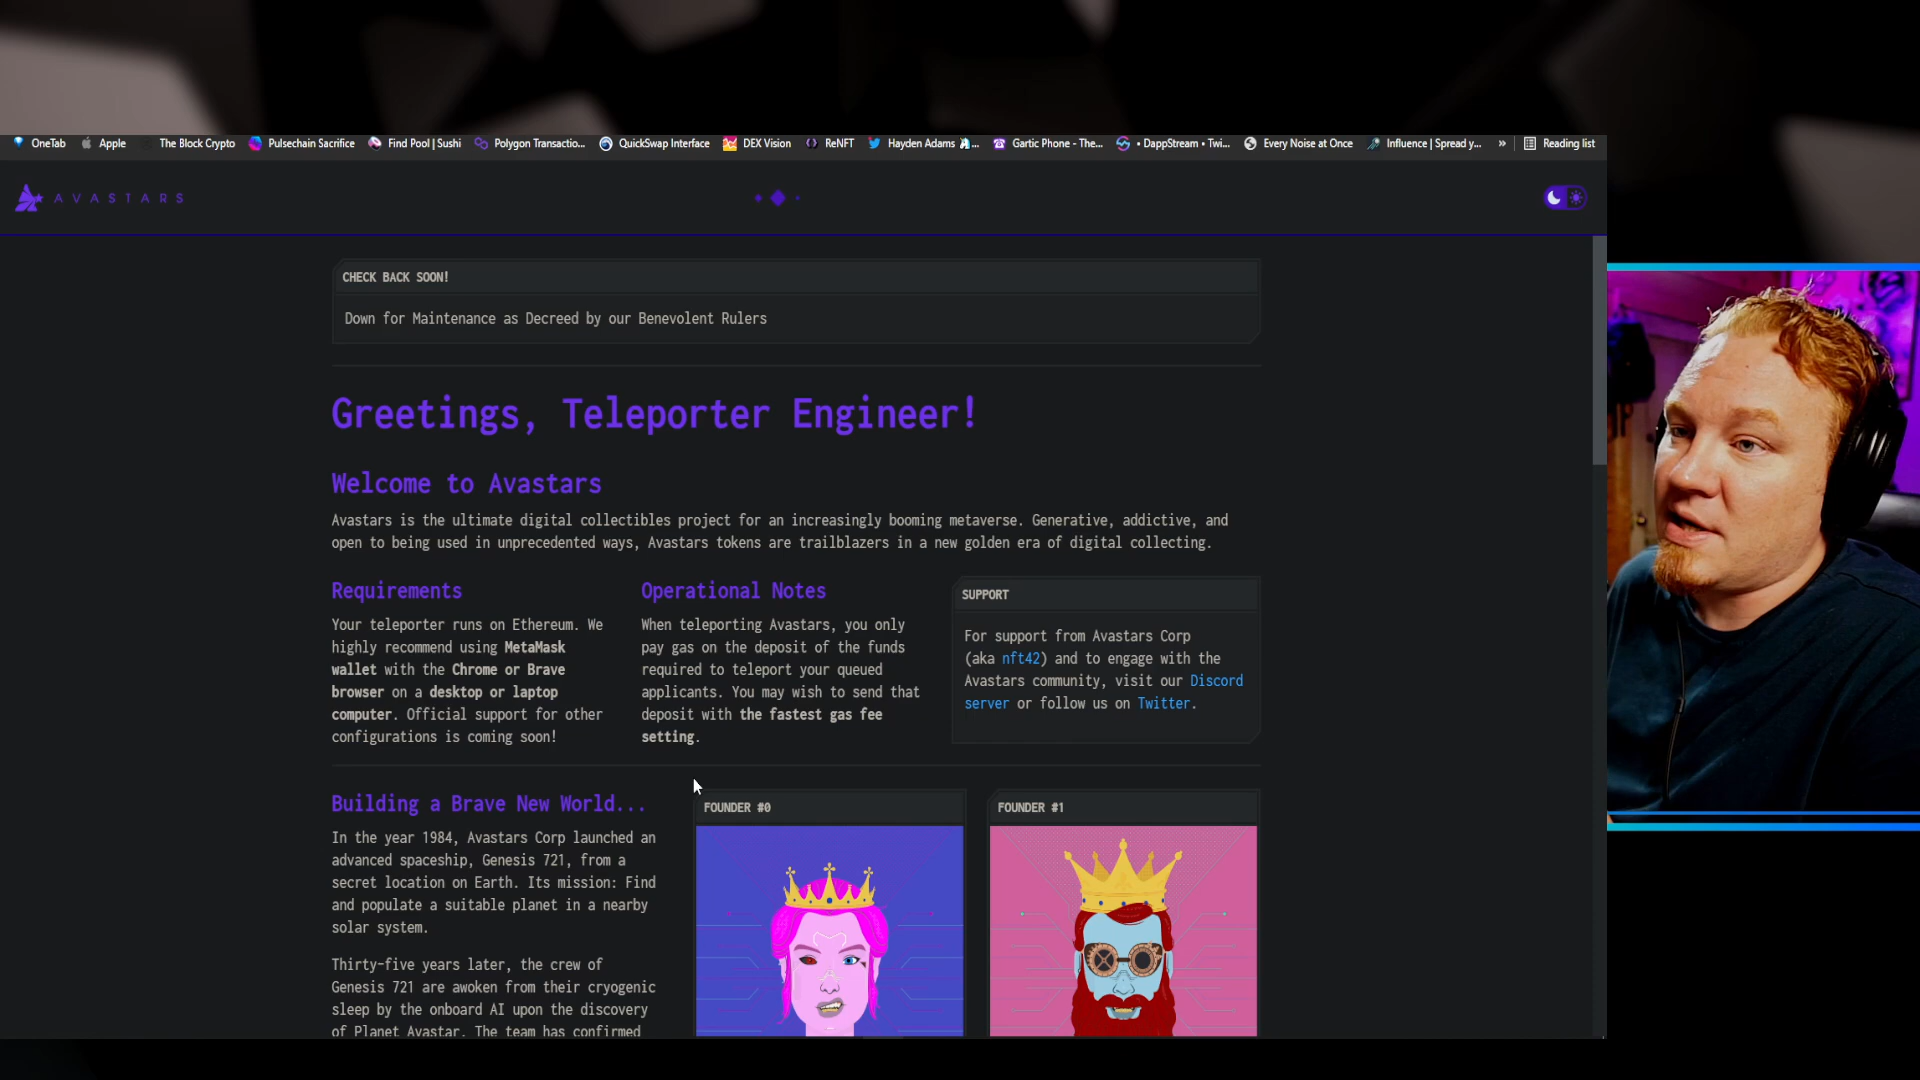 OneTab Apple The Block Crypto Pulsechain Sacrifice Find Pool | Sushi Polygon Transactio... QuickSwap Interface DEX Vision ReNFT Hayden Adams ... Gartic Phone - The... • DappStream • Twi... Every Noise at Once Influence | Spread y... » Reading list
AVASTARS
CHECK BACK SOON!
Down for Maintenance as Decreed by our Benevolent Rulers
Greetings, Teleporter Engineer!
Welcome to Avastars
Avastars is the ultimate digital collectibles project for an increasingly booming metaverse. Generative, addictive, and
open to being used in unprecedented ways, Avastars tokens are trailblazers in a new golden era of digital collecting.
Requirements
Your teleporter runs on Ethereum. We
highly recommend using MetaMask
wallet with the Chrome or Brave
browser on a desktop or laptop
computer. Official support for other
configurations is coming soon!
Operational Notes
When teleporting Avastars, you only
pay gas on the deposit of the funds
required to teleport your queued
applicants. You may wish to send that
deposit with the fastest gas fee
setting.
SUPPORT
For support from Avastars Corp
(aka nft42) and to engage with the
Avastars community, visit our Discord
server or follow us on Twitter.
Building a Brave New World...
In the year 1984, Avastars Corp launched an
advanced spaceship, Genesis 721, from a
secret location on Earth. Its mission: Find
and populate a suitable planet in a nearby
solar system.
Thirty-five years later, the crew of
Genesis 721 are awoken from their cryogenic
sleep by the onboard AI upon the discovery
of Planet Avastar. The team has confirmed
FOUNDER #0
FOUNDER #1